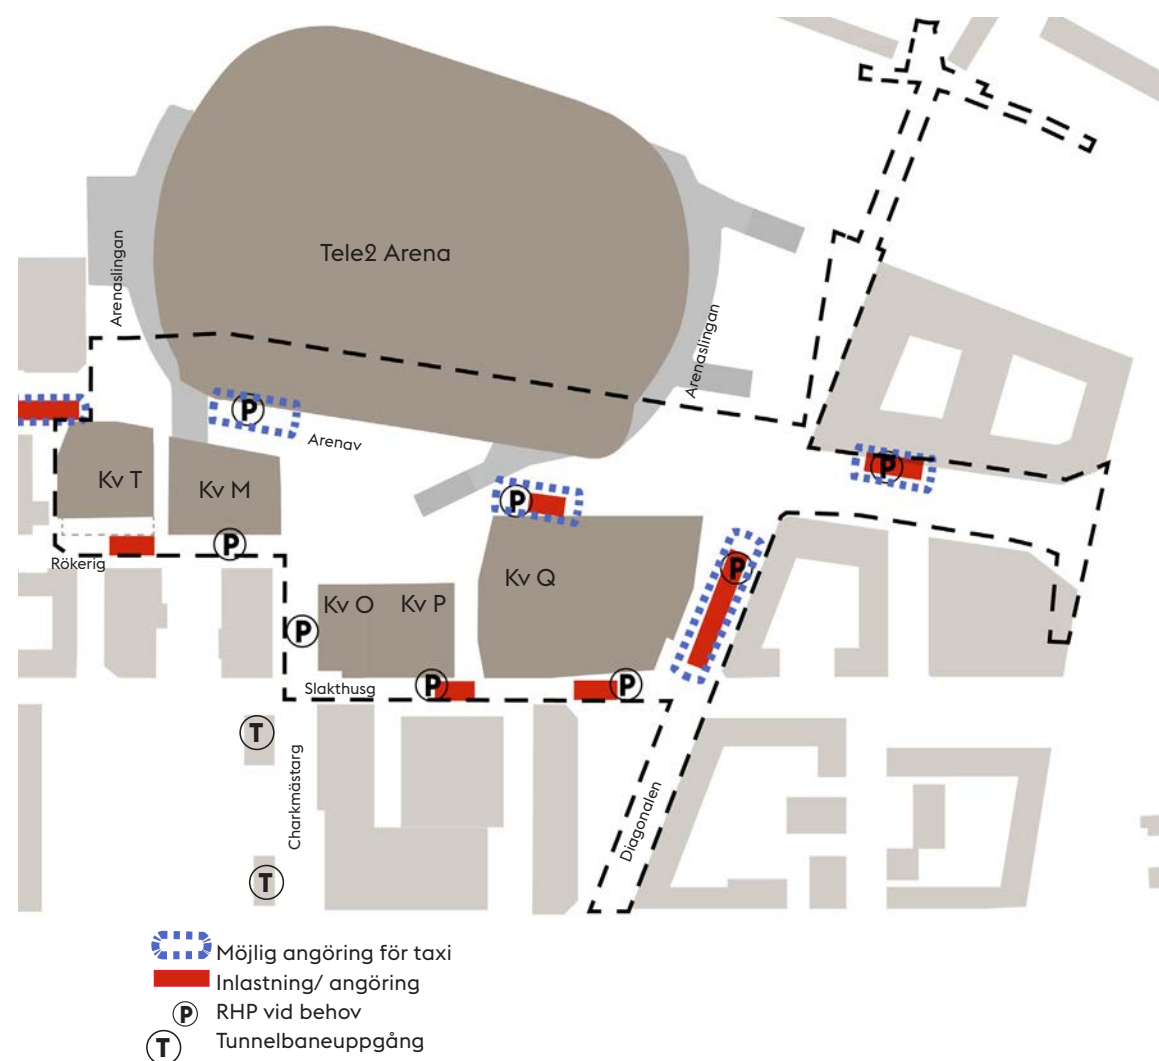 Tele2 Arena
Arenaslingan
Arenaslingan
P
Arenav
P
Kv T
Kv M
P
Kv Q
P
Rökerig
P
Kv O
Kv P
P
Slakthusg
P
P
T
Charkmästarg
Diagonalen
T
Möjlig angöring för taxi
Inlastning/ angöring
P RHP vid behov
T Tunnelbaneuppgång